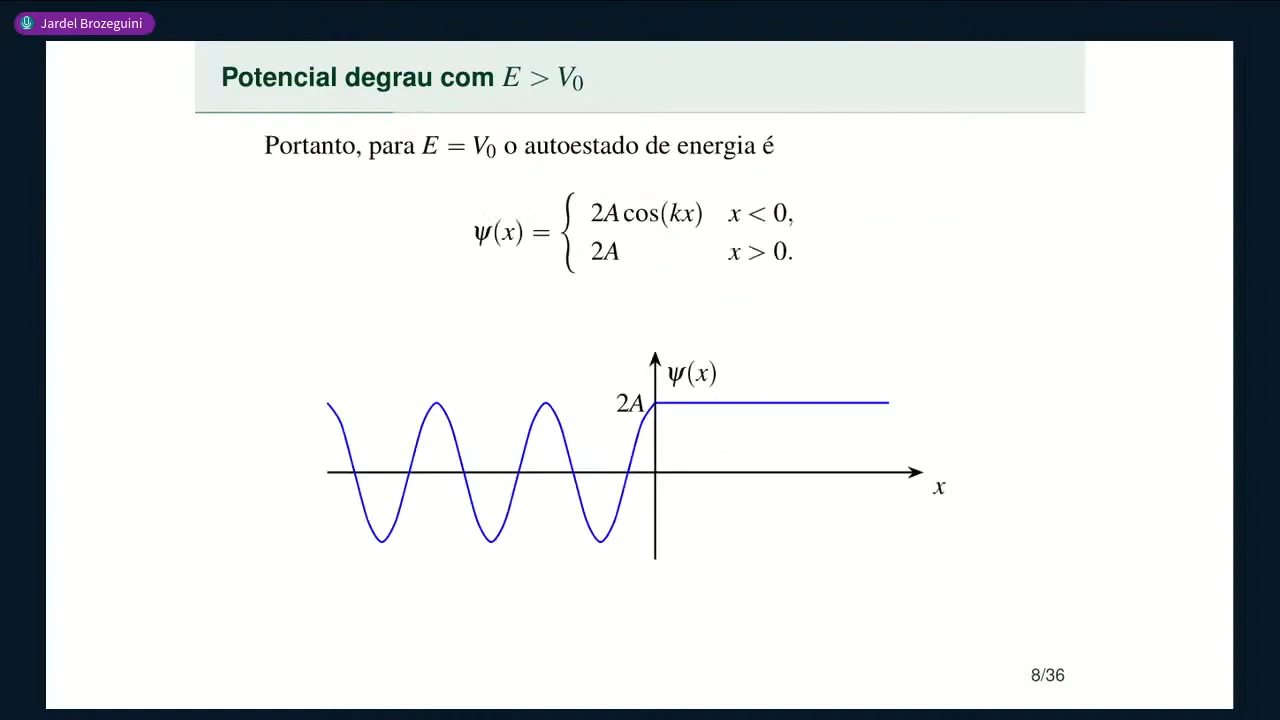 Jardel Brozeguini
Potencial degrau com E > V₀
Portanto, para E = V₀ o autoestado de energia é
ψ(x) = { 2A cos(kx) x < 0,
2A x > 0.
ψ(x)
2A
x
8/36